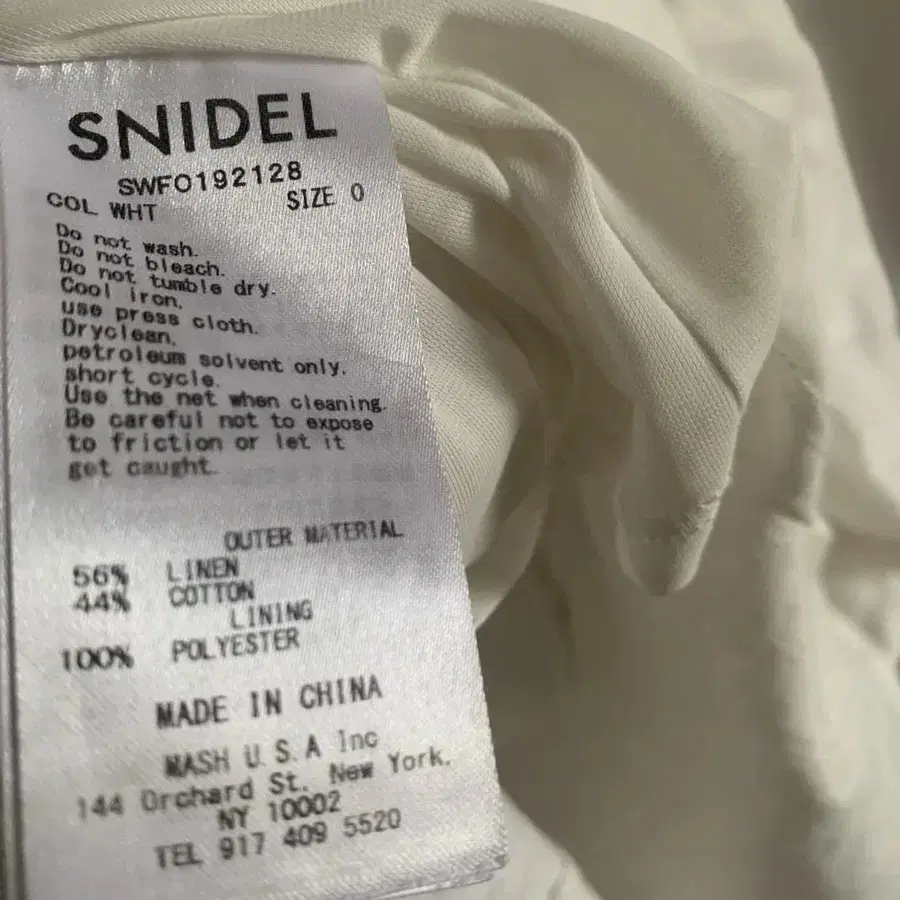 SNIDEL
SWFO192128
COL WHT SIZE 0
Do not wash.
Do not bleach.
Do not tumble dry.
Cool iron,
use press cloth.
Dryclean,
petroleum solvent only.
short cycle.
Use the net when cleaning.
Be careful not to expose
to friction or let it
get caught.
OUTER MATERIAL
56% LINEN
44% COTTON
LINING
100% POLYESTER
MADE IN CHINA
MASH U.S.A Inc
144 Orchard St. New York.
NY 10002
TEL 917 409 5520